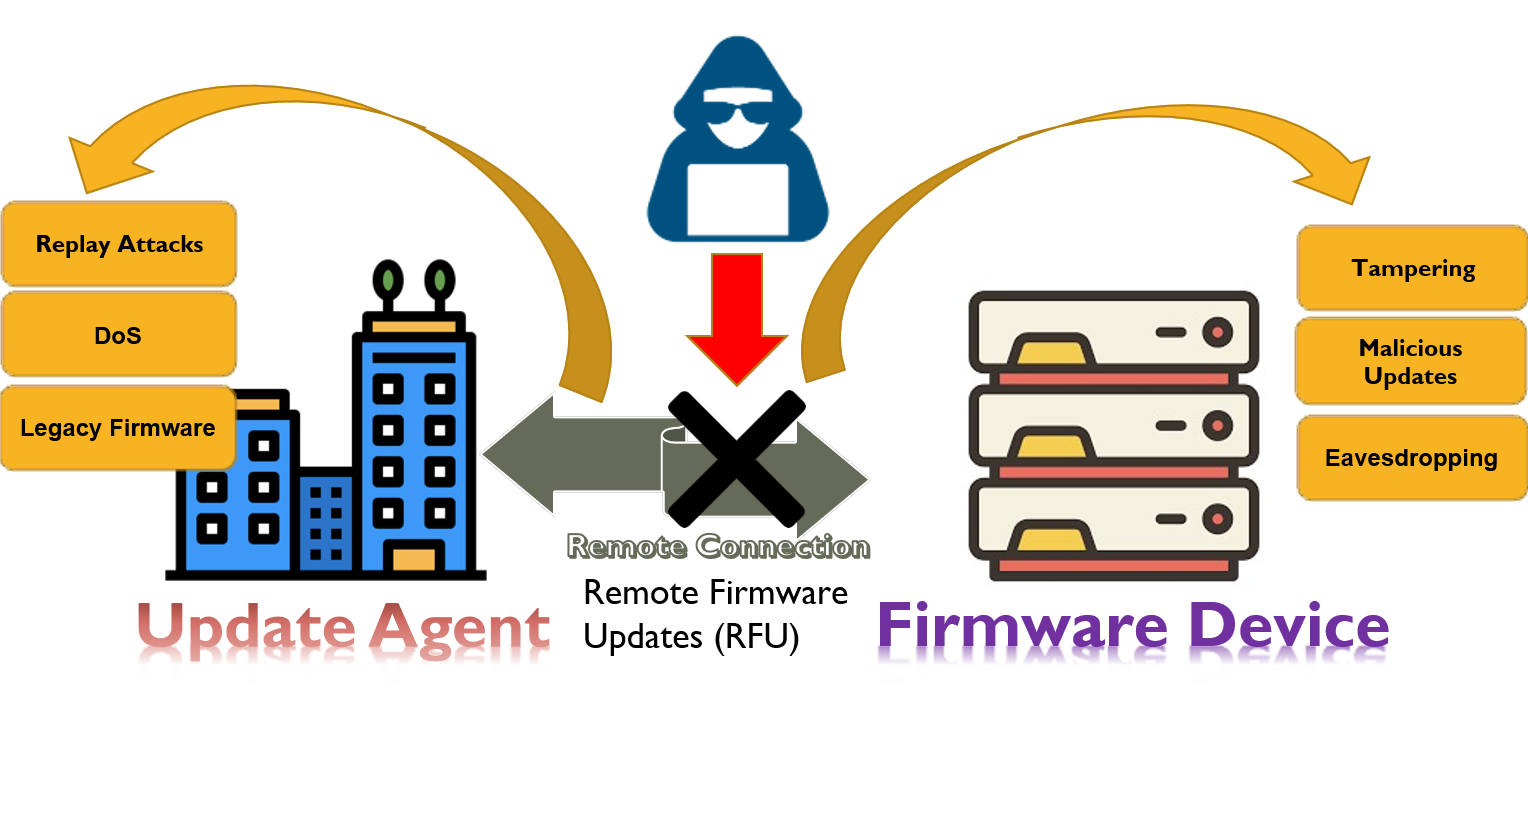 Replay Attacks
DoS
Legacy Firmware
Tampering
Malicious
Updates
Eavesdropping
Remote Connection
Remote Firmware
Updates (RFU)
Update Agent
Firmware Device